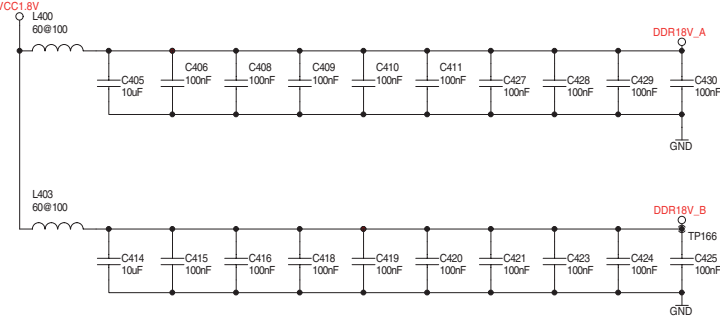 VCC1.8V
L400
60@100
DDR18V_A
C405
10uF
C406
100nF
C408
100nF
C409
100nF
C410
100nF
C411
100nF
C427
100nF
C428
100nF
C429
100nF
C430
100nF
GND
L403
60@100
DDR18V_B
TP166
C414
10uF
C415
100nF
C416
100nF
C418
100nF
C419
100nF
C420
100nF
C421
100nF
C423
100nF
C424
100nF
C425
100nF
GND